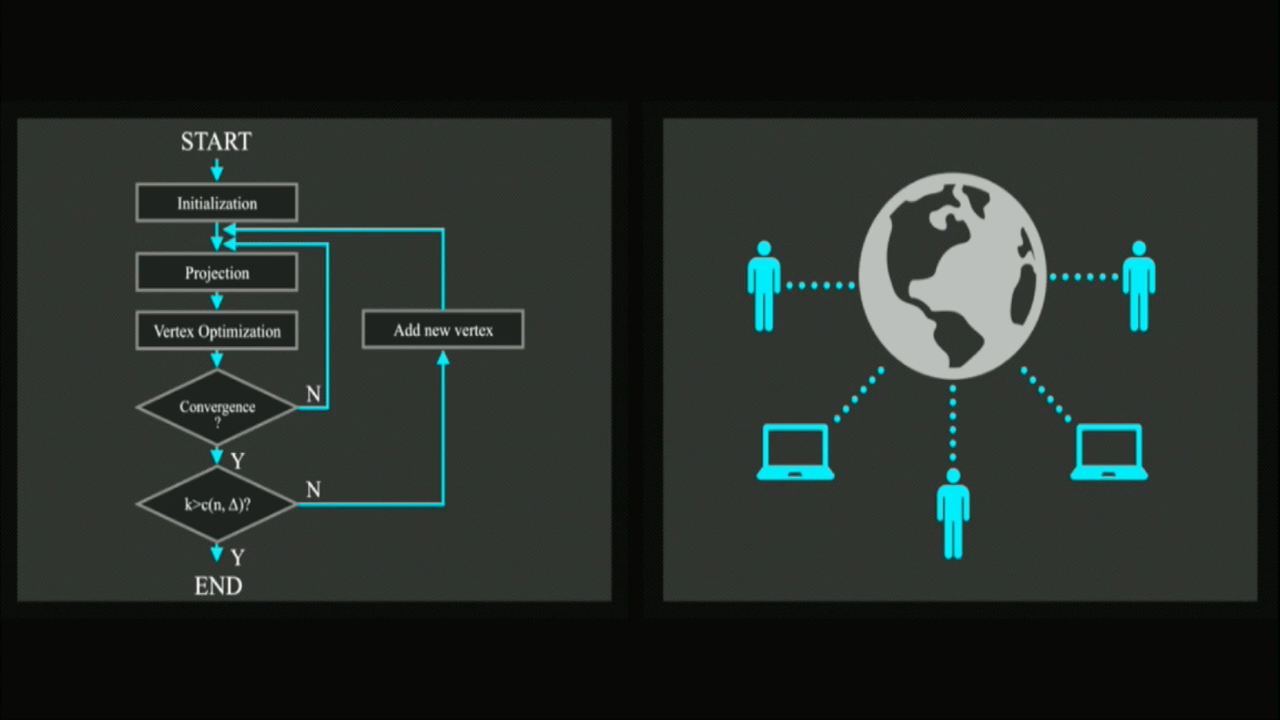 START
Initialization
Projection
Vertex Optimization
Add new vertex
N
Convergence
?
Y
N
k>c(n, Δ)?
Y
END